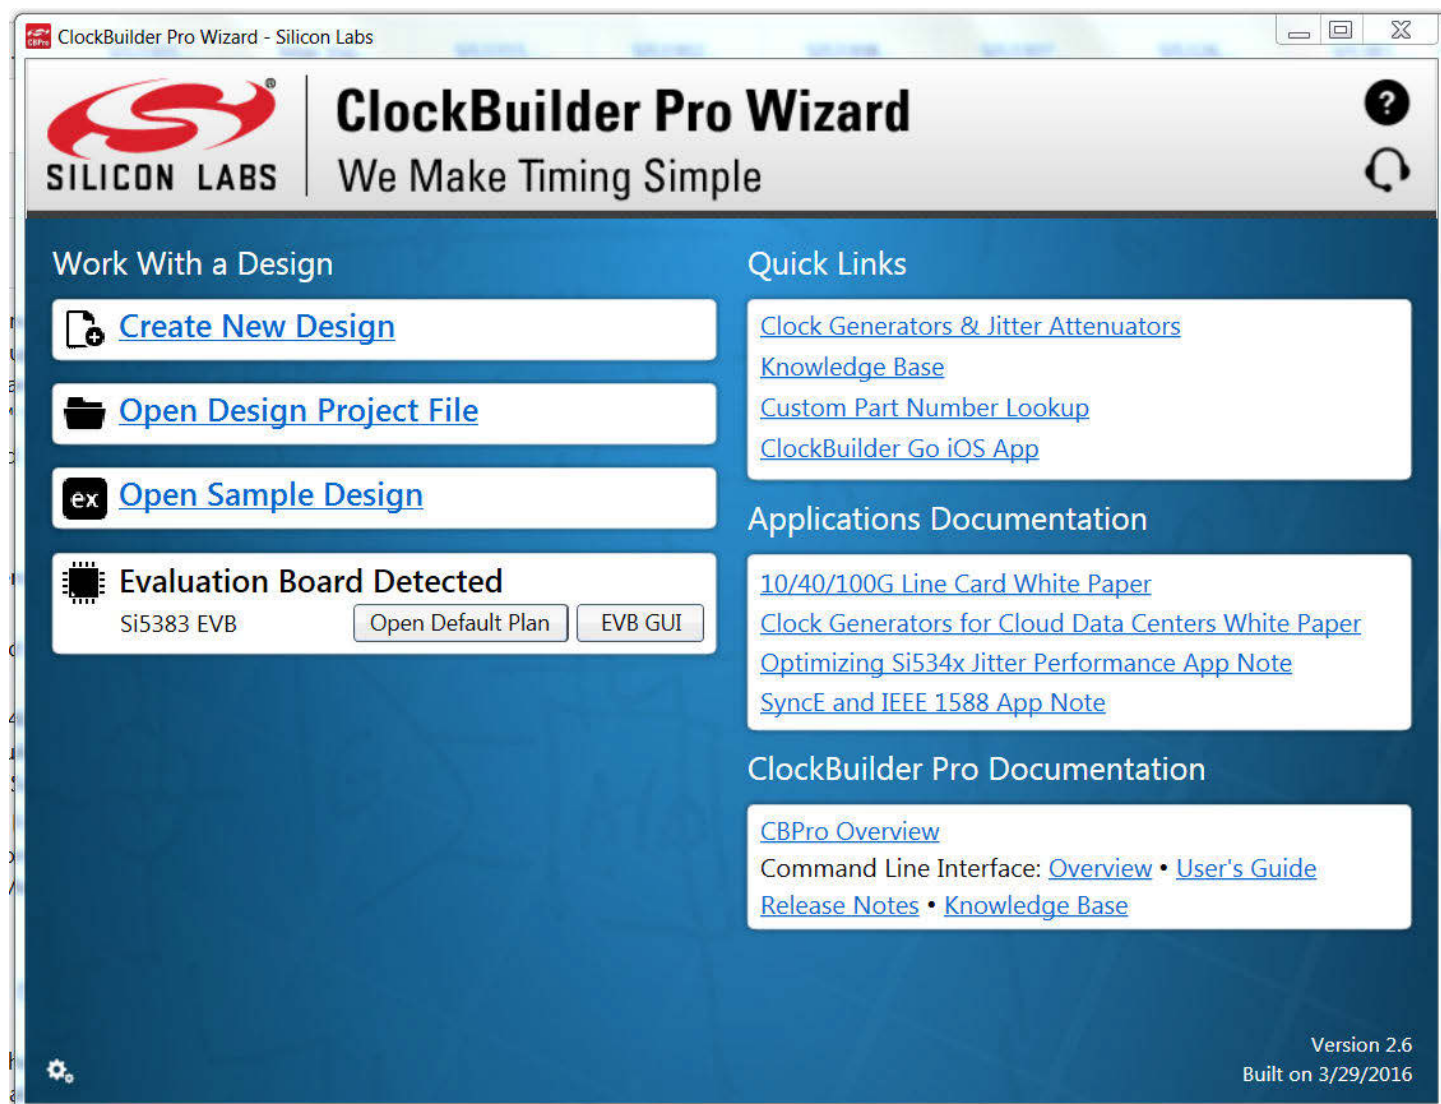 ClockBuilder Pro Wizard - Silicon Labs
SILICON LABS
ClockBuilder Pro Wizard
We Make Timing Simple
Work With a Design
Create New Design
Open Design Project File
ex Open Sample Design
Evaluation Board Detected
Si5383 EVB Open Default Plan EVB GUI
Quick Links
Clock Generators & Jitter Attenuators
Knowledge Base
Custom Part Number Lookup
ClockBuilder Go iOS App
Applications Documentation
10/40/100G Line Card White Paper
Clock Generators for Cloud Data Centers White Paper
Optimizing Si534x Jitter Performance App Note
SyncE and IEEE 1588 App Note
ClockBuilder Pro Documentation
CBPro Overview
Command Line Interface: Overview • User's Guide
Release Notes • Knowledge Base
Version 2.6
Built on 3/29/2016